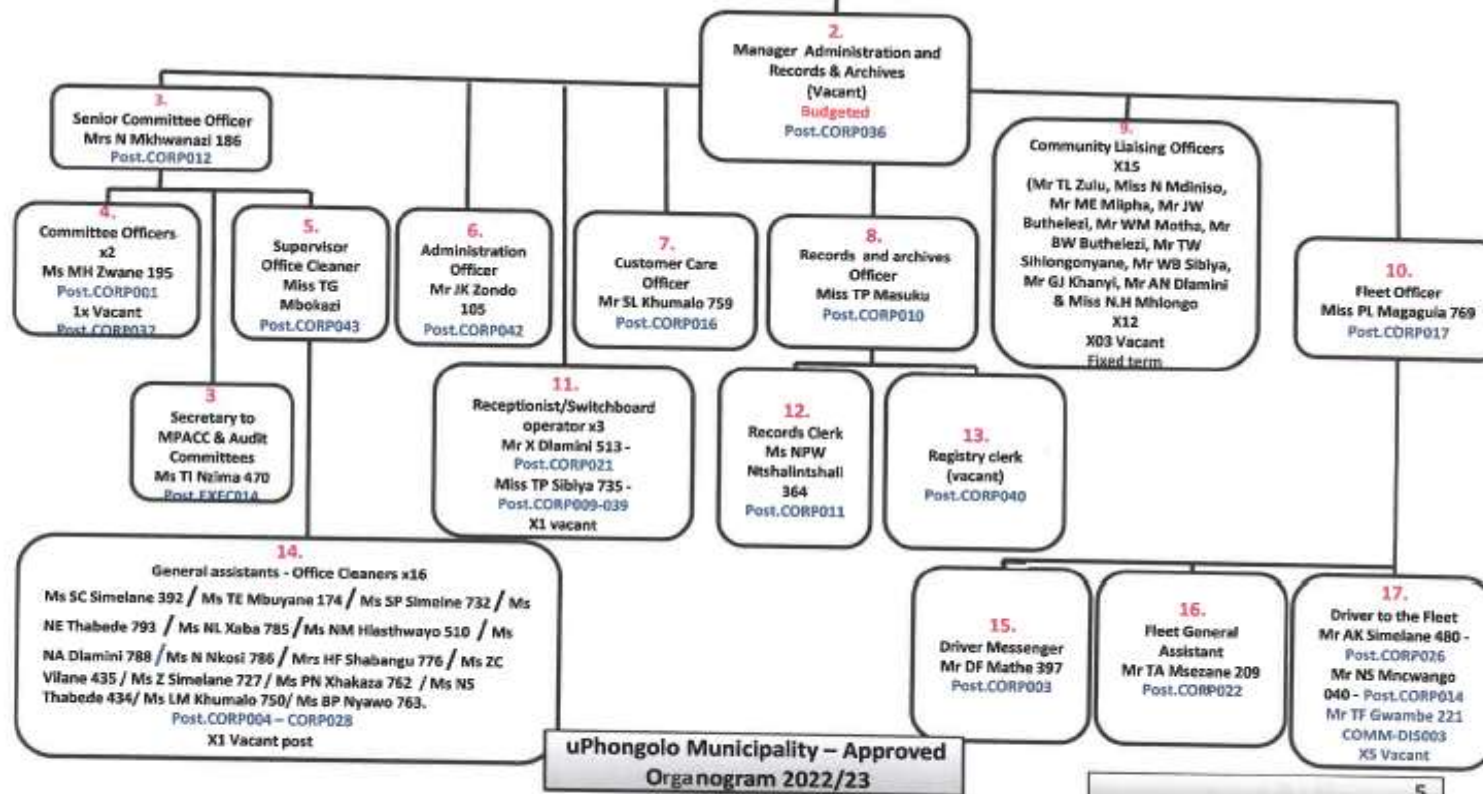 2.
Manager Administration and
Records & Archives
(Vacant)
Budgeted
Post.CORP036
3.
Senior Committee Officer
Mrs N Mkhwanazi 186
Post.CORP012
4.
Committee Officers
x2
Ms MH Zwane 195
Post.CORP001
1x Vacant
Post.CORP032
5.
Supervisor
Office Cleaner
Miss TG
Mbokazi
Post.CORP043
6.
Administration
Officer
Mr JK Zondo
105
Post.CORP042
7.
Customer Care
Officer
Mr SL Khumalo 759
Post.CORP016
8.
Records and archives
Officer
Miss TP Masuku
Post.CORP010
9.
Community Liaising Officers
X15
(Mr TL Zulu, Miss N Mdiniso,
Mr ME Mlipha, Mr JW
Buthelezi, Mr WM Motha, Mr
BW Buthelezi, Mr TW
Sihlongonyane, Mr WB Sibiya,
Mr GJ Khanyi, Mr AN Dlamini
& Miss N.H Mhlongo
X12
X03 Vacant
Fixed term
10.
Fleet Officer
Miss PL Magagula 769
Post.CORP017
3
Secretary to
MPACC & Audit
Committees
Ms TI Nzima 470
Post.EXEC014
11.
Receptionist/Switchboard
operator x3
Mr X Dlamini 513 -
Post.CORP021
Miss TP Sibiya 735 -
Post.CORP009-039
X1 vacant
12.
Records Clerk
Ms NPW
Ntshalintshali
364
Post.CORP011
13.
Registry clerk
(vacant)
Post.CORP040
14.
General assistants - Office Cleaners x16
Ms SC Simelane 392 / Ms TE Mbuyane 174 / Ms SP Simelne 732 / Ms
NE Thabede 793 / Ms NL Xaba 785 / Ms NM Hlasthwayo 510 / Ms
NA Dlamini 788 / Ms N Nkosi 786 / Mrs HF Shabangu 776 / Ms ZC
Vilane 435 / Ms Z Simelane 727 / Ms PN Xhakaza 762 / Ms NS
Thabede 434/ Ms LM Khumalo 750/ Ms BP Nyawo 763.
Post.CORP004 – CORP028
X1 Vacant post
15.
Driver Messenger
Mr DF Mathe 397
Post.CORP003
16.
Fleet General
Assistant
Mr TA Msezane 209
Post.CORP022
17.
Driver to the Fleet
Mr AK Simelane 480 -
Post.CORP026
Mr NS Mncwango
040 - Post.CORP014
Mr TF Gwambe 221
COMM-DIS003
X5 Vacant
uPhongolo Municipality – Approved
Organogram 2022/23
5